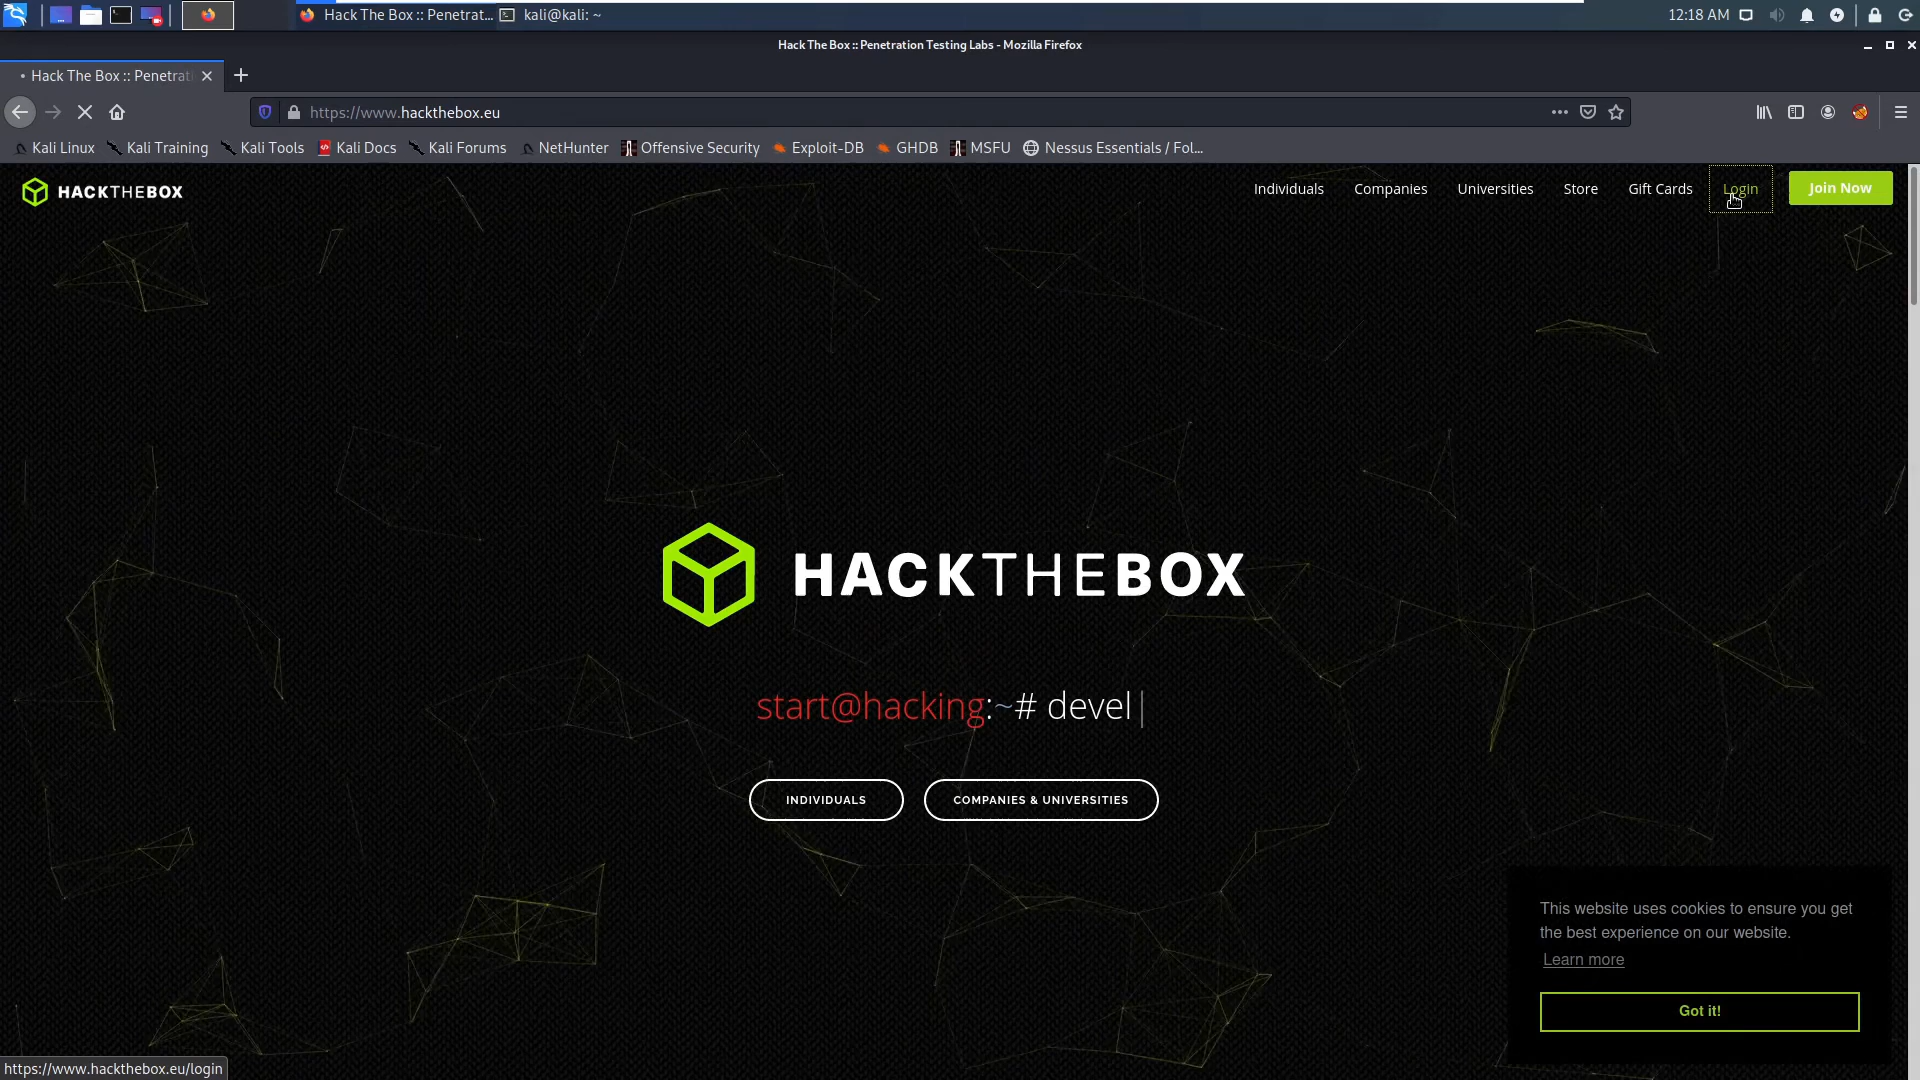 Hack The Box :: Penetrat...
kali@kali: ~
12:18 AM
Hack The Box :: Penetration Testing Labs - Mozilla Firefox
Hack The Box :: Penetrat
https://www.hackthebox.eu
Kali Linux
Kali Training
Kali Tools
Kali Docs
Kali Forums
NetHunter
Offensive Security
Exploit-DB
GHDB
MSFU
Nessus Essentials / Fol...
HACKTHEBOX
Individuals
Companies
Universities
Store
Gift Cards
Login
Join Now
HACKTHEBOX
start@hacking:~# devel|
INDIVIDUALS
COMPANIES & UNIVERSITIES
This website uses cookies to ensure you get
the best experience on our website.
Learn more
Got it!
https://www.hackthebox.eu/login